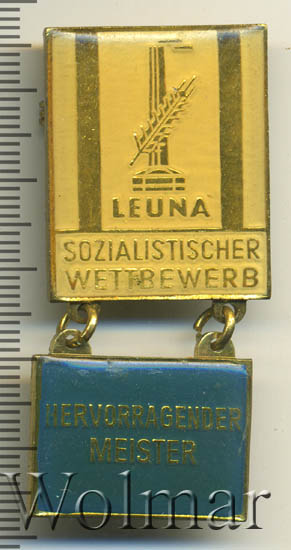 LEUNA
SOZIALISTISCHER
WETTBEWERB
HERVORRAGENDER
MEISTER
Wolmar